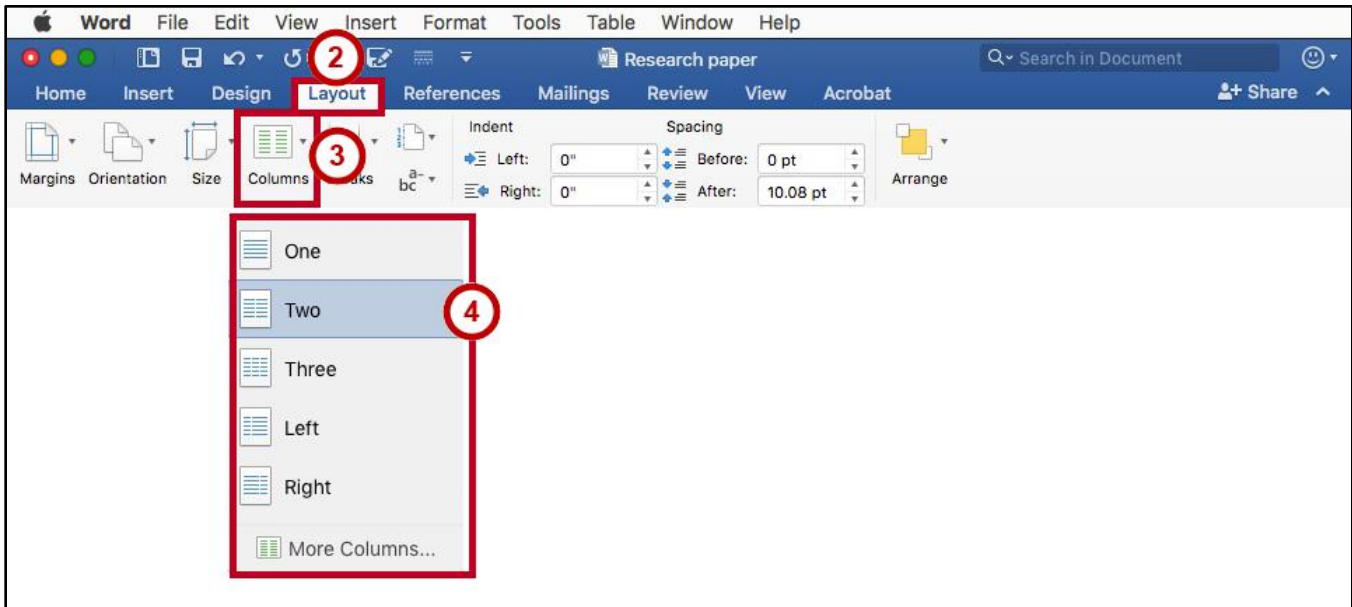 Word File Edit View Insert Format Tools Table Window Help
2
Research paper
Search in Document
Home Insert Design Layout References Mailings Review View Acrobat
Share
3
Indent Spacing
Left: 0" Before: 0 pt
Margins Orientation Size Columns
a-
bc
Right: 0" After: 10.08 pt
Arrange
One
Two
4
Three
Left
Right
More Columns...